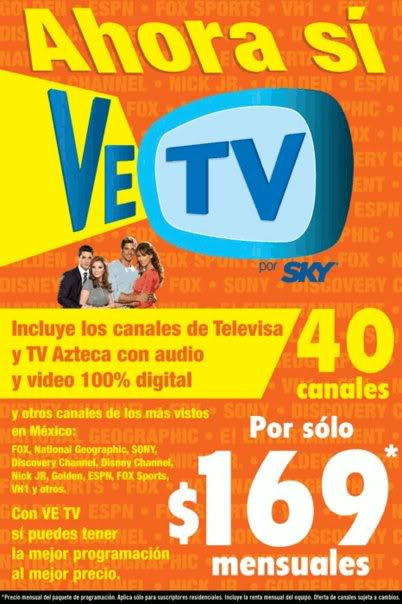 Ahora sí
VE TV
por SKY
Incluye los canales de Televisa
y TV Azteca con audio
y video 100% digital
40
canales
y otros canales de los más vistos
en México:
FOX, National Geographic, SONY,
Discovery Channel, Disney Channel,
Nick JR, Golden, ESPN, FOX Sports,
VH1 y otros.
Con VE TV
sí puedes tener
la mejor programación
al mejor precio.
Por sólo
$169*
mensuales
*Precio mensual del paquete de programación. Aplica sólo para suscriptores residenciales. Incluye la renta mensual del equipo. Oferta de canales sujeta a cambios.